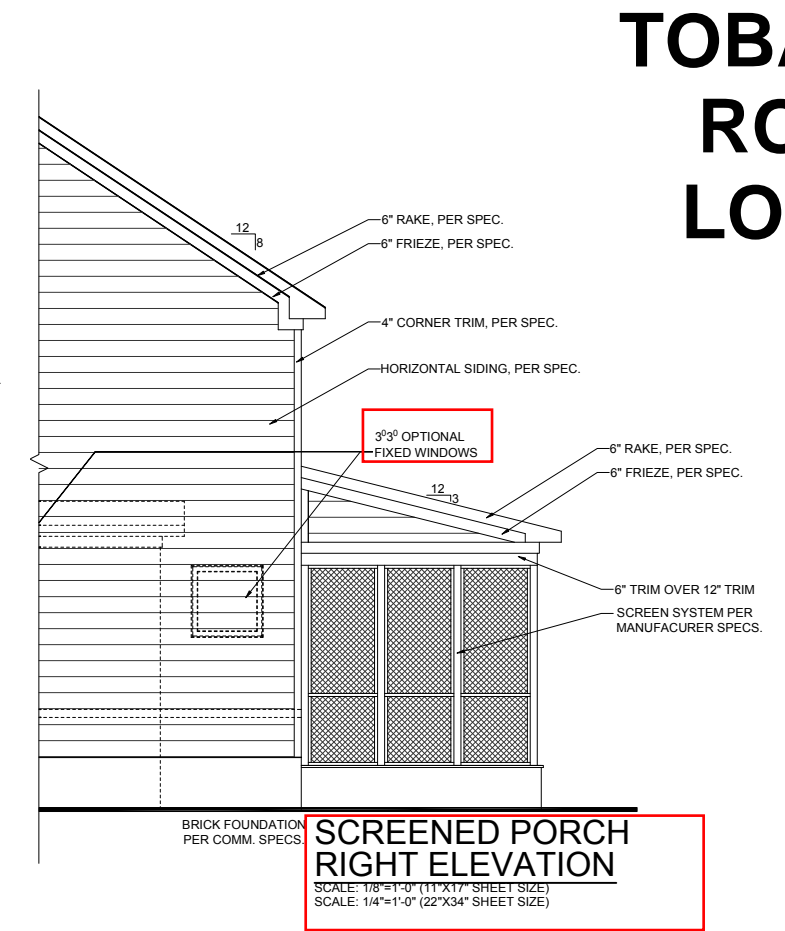 TOBA
RO
LO
12
8
6" RAKE, PER SPEC.
6" FRIEZE, PER SPEC.
4" CORNER TRIM, PER SPEC.
HORIZONTAL SIDING, PER SPEC.
3⁰3⁰ OPTIONAL
FIXED WINDOWS
6" RAKE, PER SPEC.
6" FRIEZE, PER SPEC.
12
3
6" TRIM OVER 12" TRIM
SCREEN SYSTEM PER
MANUFACURER SPECS.
BRICK FOUNDATION
PER COMM. SPECS.
SCREENED PORCH
RIGHT ELEVATION
SCALE: 1/8"=1'-0" (11"X17" SHEET SIZE)
SCALE: 1/4"=1'-0" (22"X34" SHEET SIZE)